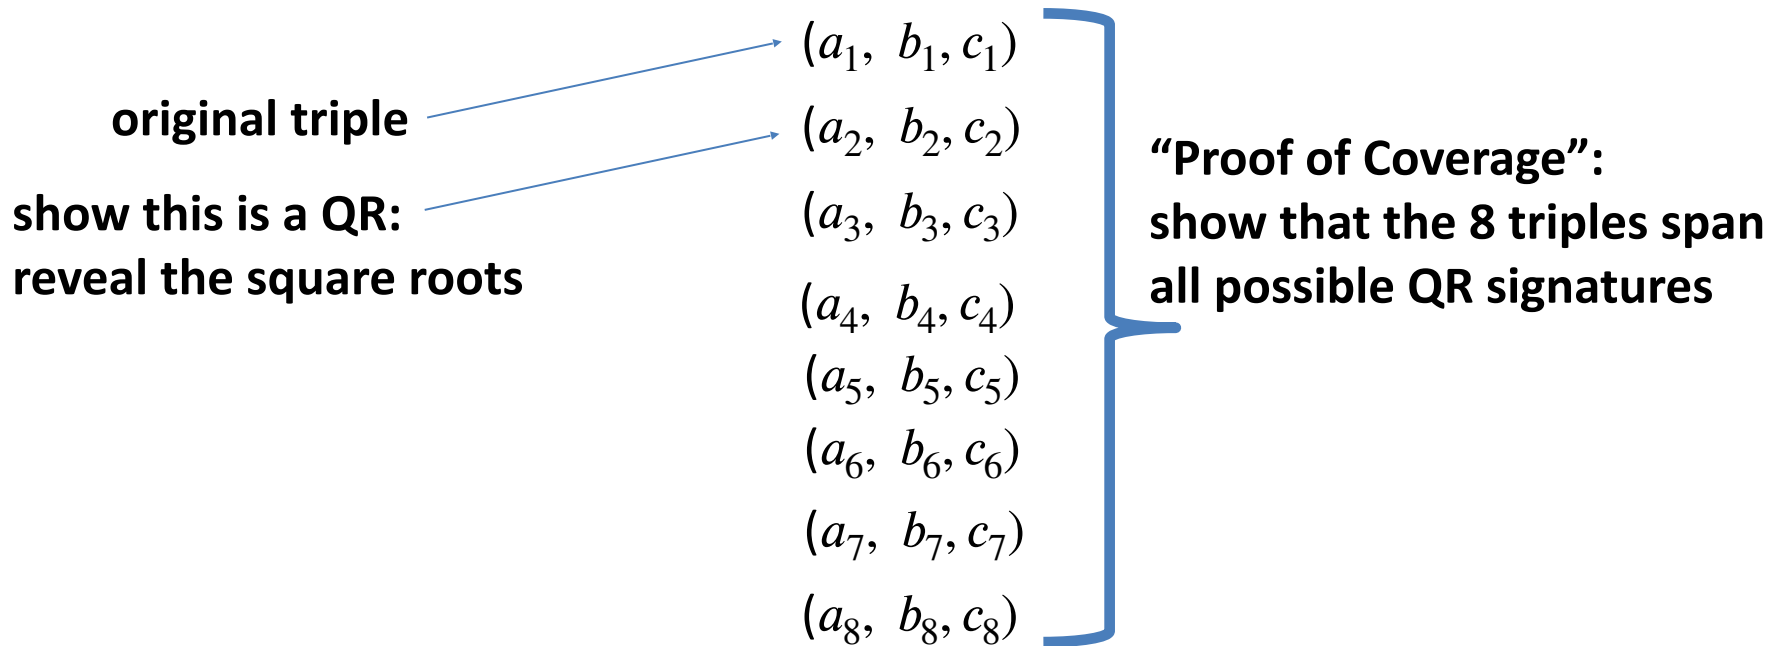 original triple
show this is a QR:
reveal the square roots
(a₁, b₁, c₁)
(a₂, b₂, c₂)
(a₃, b₃, c₃)
(a₄, b₄, c₄)
(a₅, b₅, c₅)
(a₆, b₆, c₆)
(a₇, b₇, c₇)
(a₈, b₈, c₈)
“Proof of Coverage”:
show that the 8 triples span
all possible QR signatures